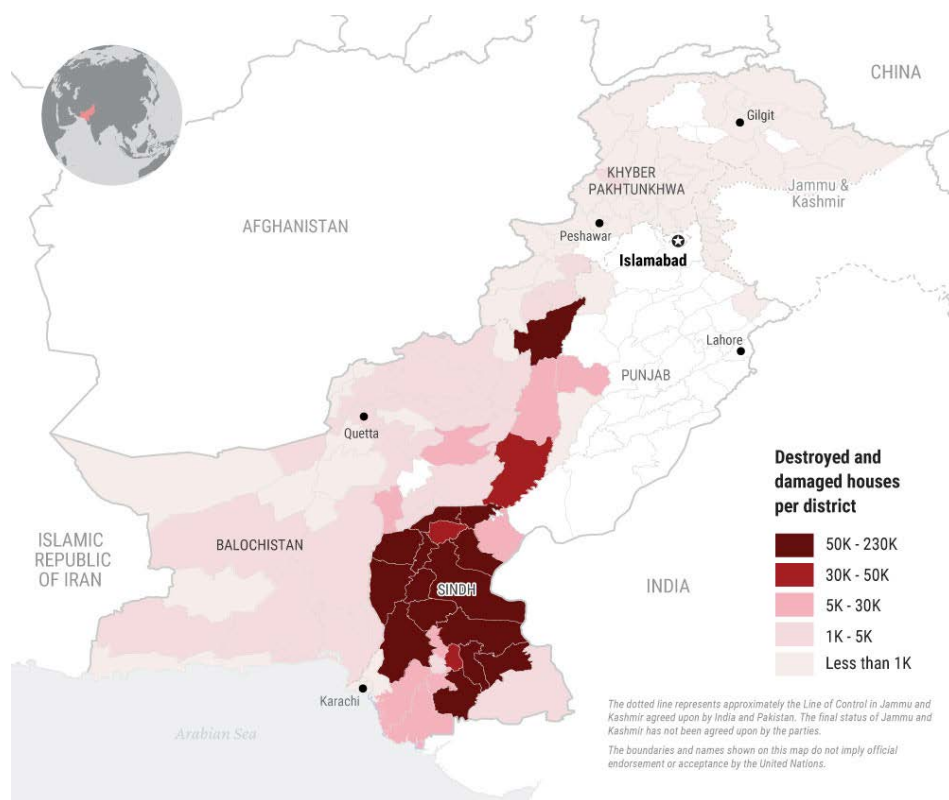 CHINA
Gilgit
KHYBER
PAKHTUNKHWA
Jammu &
Kashmir
AFGHANISTAN
Peshawar
Islamabad
Lahore
PUNJAB
Quetta
Destroyed and
damaged houses
per district
50K - 230K
30K - 50K
5K - 30K
1K - 5K
Less than 1K
ISLAMIC
REPUBLIC
OF IRAN
BALOCHISTAN
SINDH
INDIA
Karachi
Arabian Sea
The dotted line represents approximately the Line of Control in Jammu and
Kashmir agreed upon by India and Pakistan. The final status of Jammu and
Kashmir has not been agreed upon by the parties.
The boundaries and names shown on this map do not imply official
endorsement or acceptance by the United Nations.